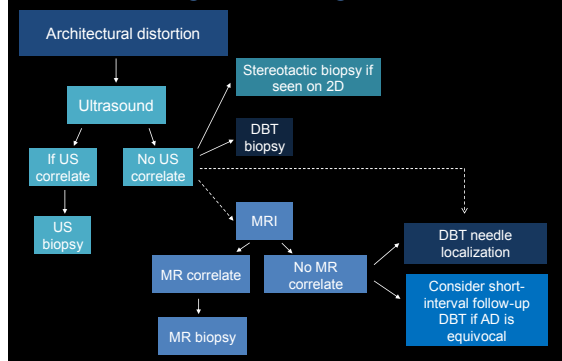 Architectural distortion
Stereotactic biopsy if
seen on 2D
Ultrasound
DBT
biopsy
If US
correlate
No US
correlate
US
biopsy
MRI
DBT needle
localization
MR correlate
No MR
correlate
Consider short-
interval follow-up
DBT if AD is
equivocal
MR biopsy